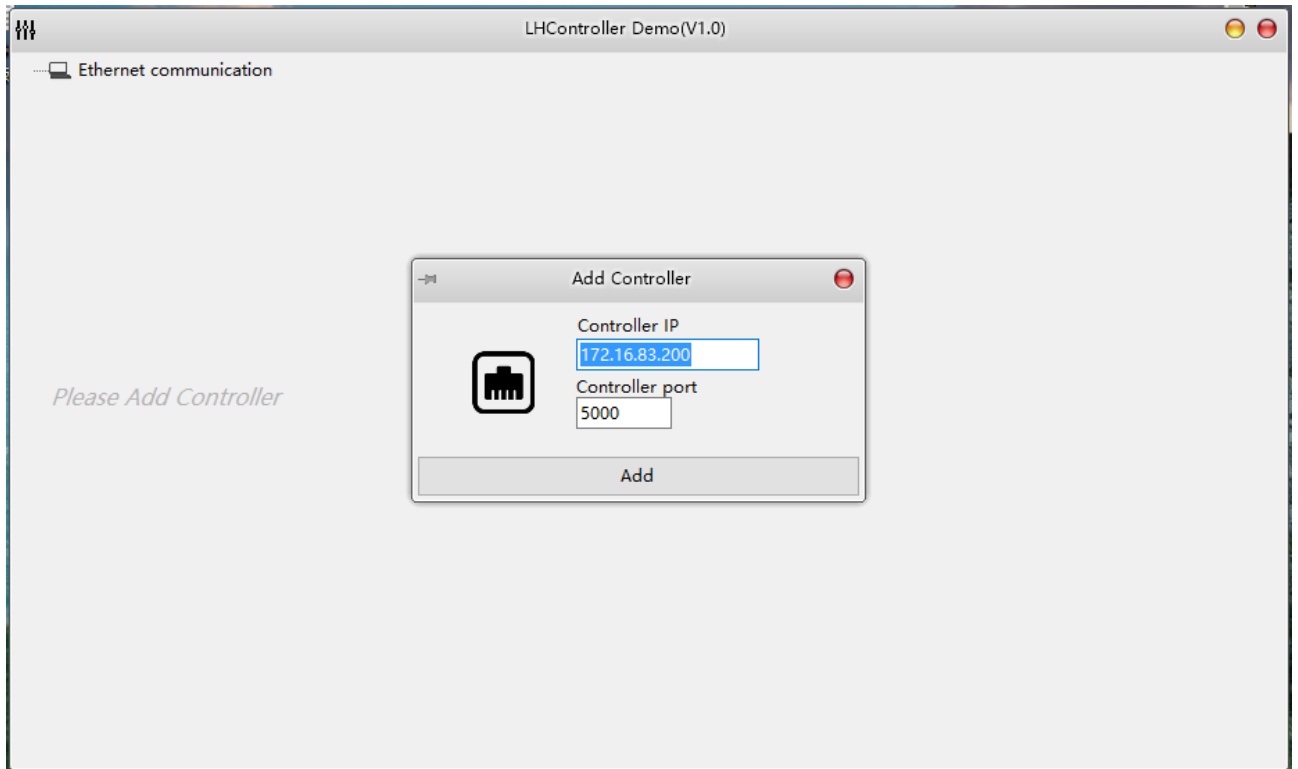 LHController Demo(V1.0)
Ethernet communication
Add Controller
Controller IP
172.16.83.200
Controller port
5000
Please Add Controller
Add